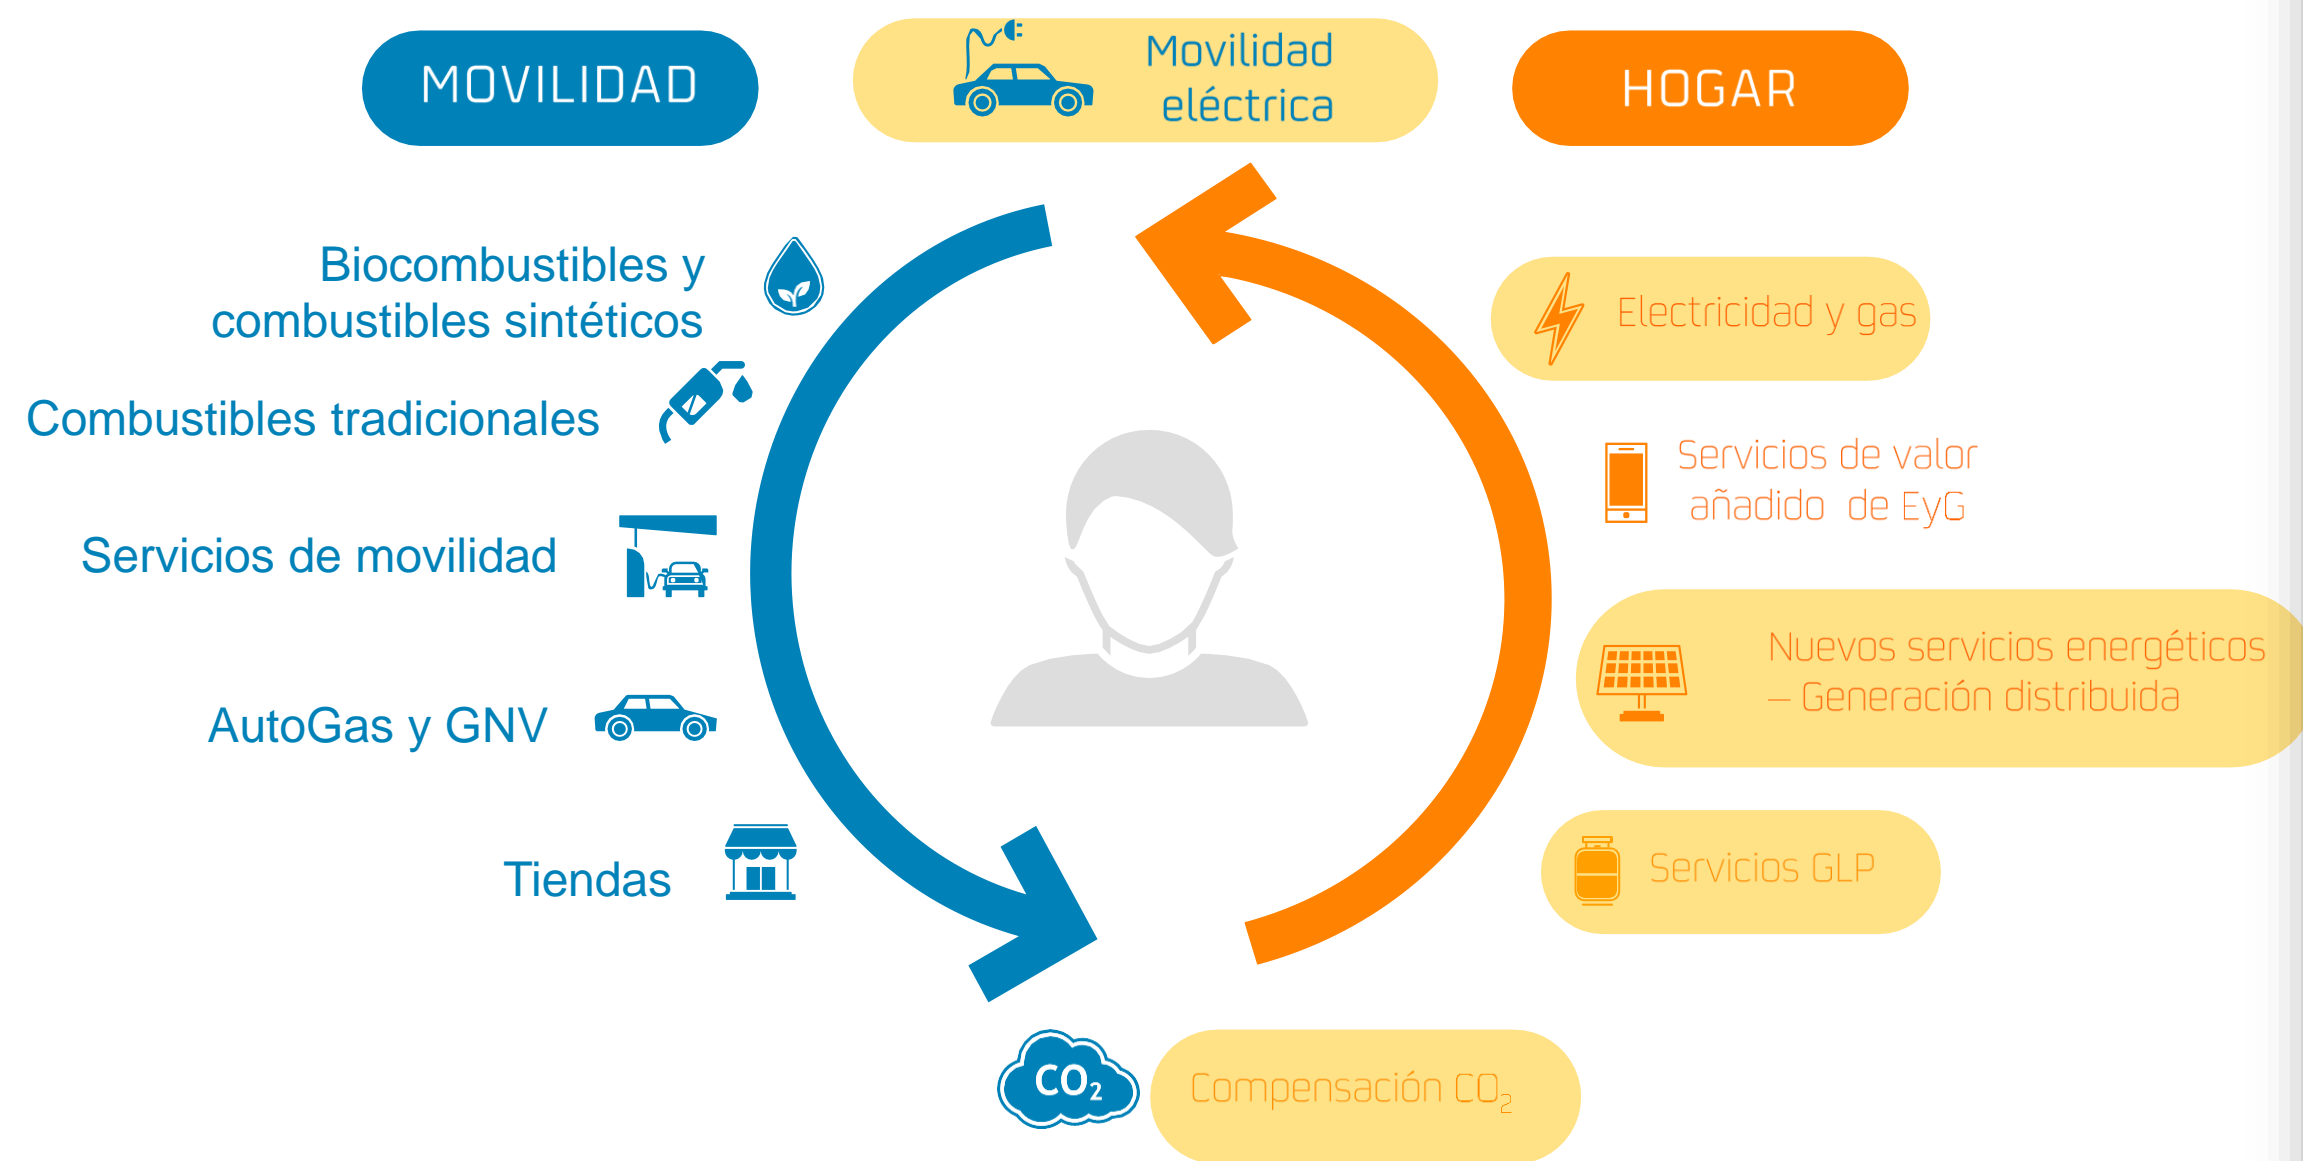 MOVILIDAD
Movilidad
eléctrica
HOGAR
Biocombustibles y
combustibles sintéticos
Combustibles tradicionales
Servicios de movilidad
AutoGas y GNV
Tiendas
Electricidad y gas
Servicios de valor
añadido de EyG
Nuevos servicios energéticos
– Generación distribuida
Servicios GLP
CO₂
Compensación CO₂